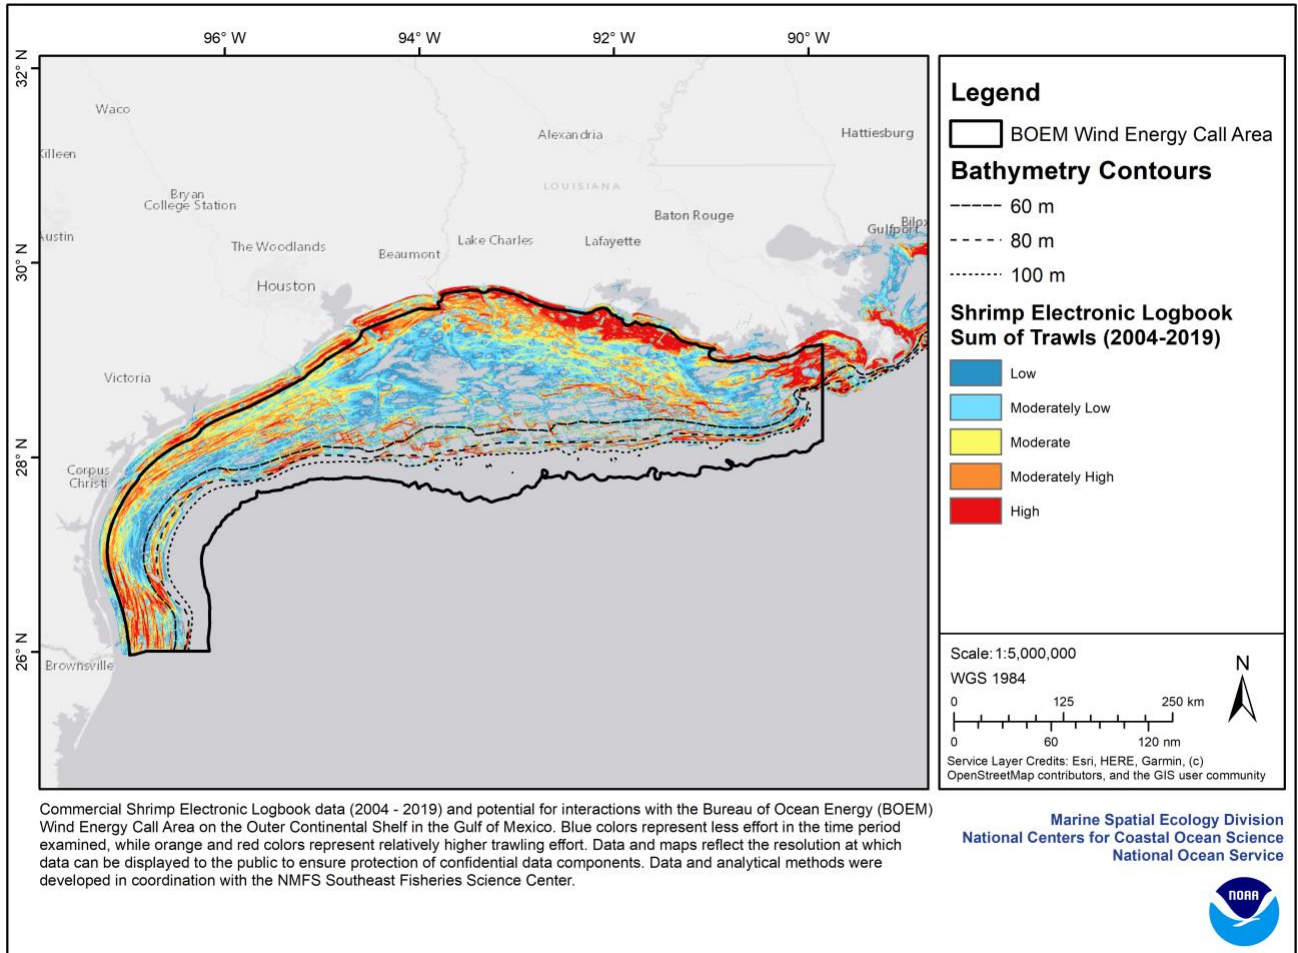 96° W
94° W
92° W
90° W
32° N
30° N
28° N
26° N
Waco
Killeen
Alexandria
Hattiesburg
LOUISIANA
Bryan
College Station
Austin
Baton Rouge
Gulfport
Bilox
The Woodlands
Lake Charles
Lafayette
Beaumont
Houston
Victoria
Corpus
Christi
Brownsville
Legend
BOEM Wind Energy Call Area
Bathymetry Contours
60 m
80 m
100 m
Shrimp Electronic Logbook
Sum of Trawls (2004-2019)
Low
Moderately Low
Moderate
Moderately High
High
Scale: 1:5,000,000
WGS 1984
N
0 125 250 km
0 60 120 nm
Service Layer Credits: Esri, HERE, Garmin, (c)
OpenStreetMap contributors, and the GIS user community
Commercial Shrimp Electronic Logbook data (2004 - 2019) and potential for interactions with the Bureau of Ocean Energy (BOEM)
Wind Energy Call Area on the Outer Continental Shelf in the Gulf of Mexico. Blue colors represent less effort in the time period
examined, while orange and red colors represent relatively higher trawling effort. Data and maps reflect the resolution at which
data can be displayed to the public to ensure protection of confidential data components. Data and analytical methods were
developed in coordination with the NMFS Southeast Fisheries Science Center.
Marine Spatial Ecology Division
National Centers for Coastal Ocean Science
National Ocean Service
NOAA